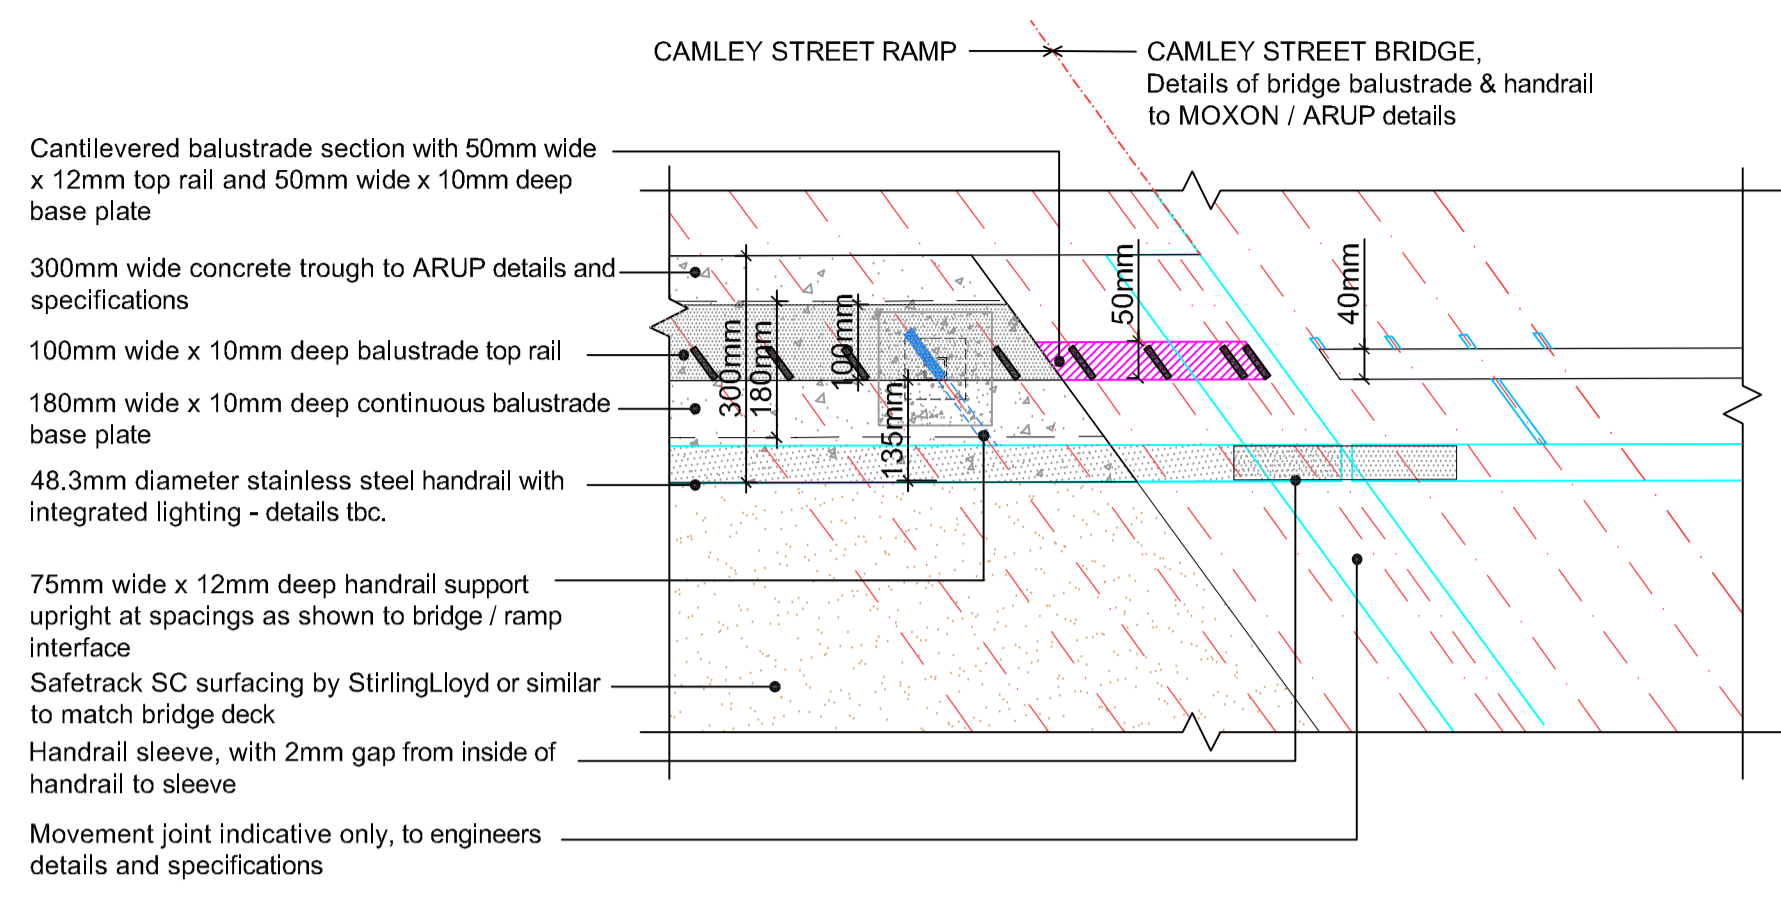 CAMLEY STREET RAMP
CAMLEY STREET BRIDGE,
Details of bridge balustrade & handrail
to MOXON / ARUP details
Cantilevered balustrade section with 50mm wide
x 12mm top rail and 50mm wide x 10mm deep
base plate
300mm wide concrete trough to ARUP details and
specifications
100mm wide x 10mm deep balustrade top rail
180mm wide x 10mm deep continuous balustrade
base plate
48.3mm diameter stainless steel handrail with
integrated lighting - details tbc.
75mm wide x 12mm deep handrail support
upright at spacings as shown to bridge / ramp
interface
Safetrack SC surfacing by StirlingLloyd or similar
to match bridge deck
Handrail sleeve, with 2mm gap from inside of
handrail to sleeve
Movement joint indicative only, to engineers
details and specifications
300mm
180mm
100mm
135mm
50mm
40mm